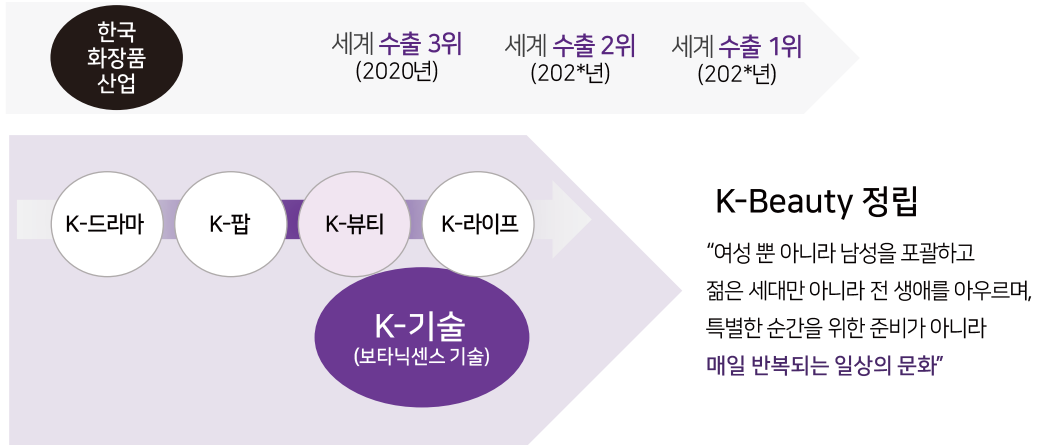 한국
화장품
산업
세계 수출 3위
(2020년)
세계 수출 2위
(202*년)
세계 수출 1위
(202*년)
K-드라마
K-팝
K-뷰티
K-라이프
K-기술
(보타닉센스 기술)
K-Beauty 정립
“여성 뿐 아니라 남성을 포괄하고
젊은 세대만 아니라 전 생애를 아우르며,
특별한 순간을 위한 준비가 아니라
매일 반복되는 일상의 문화”